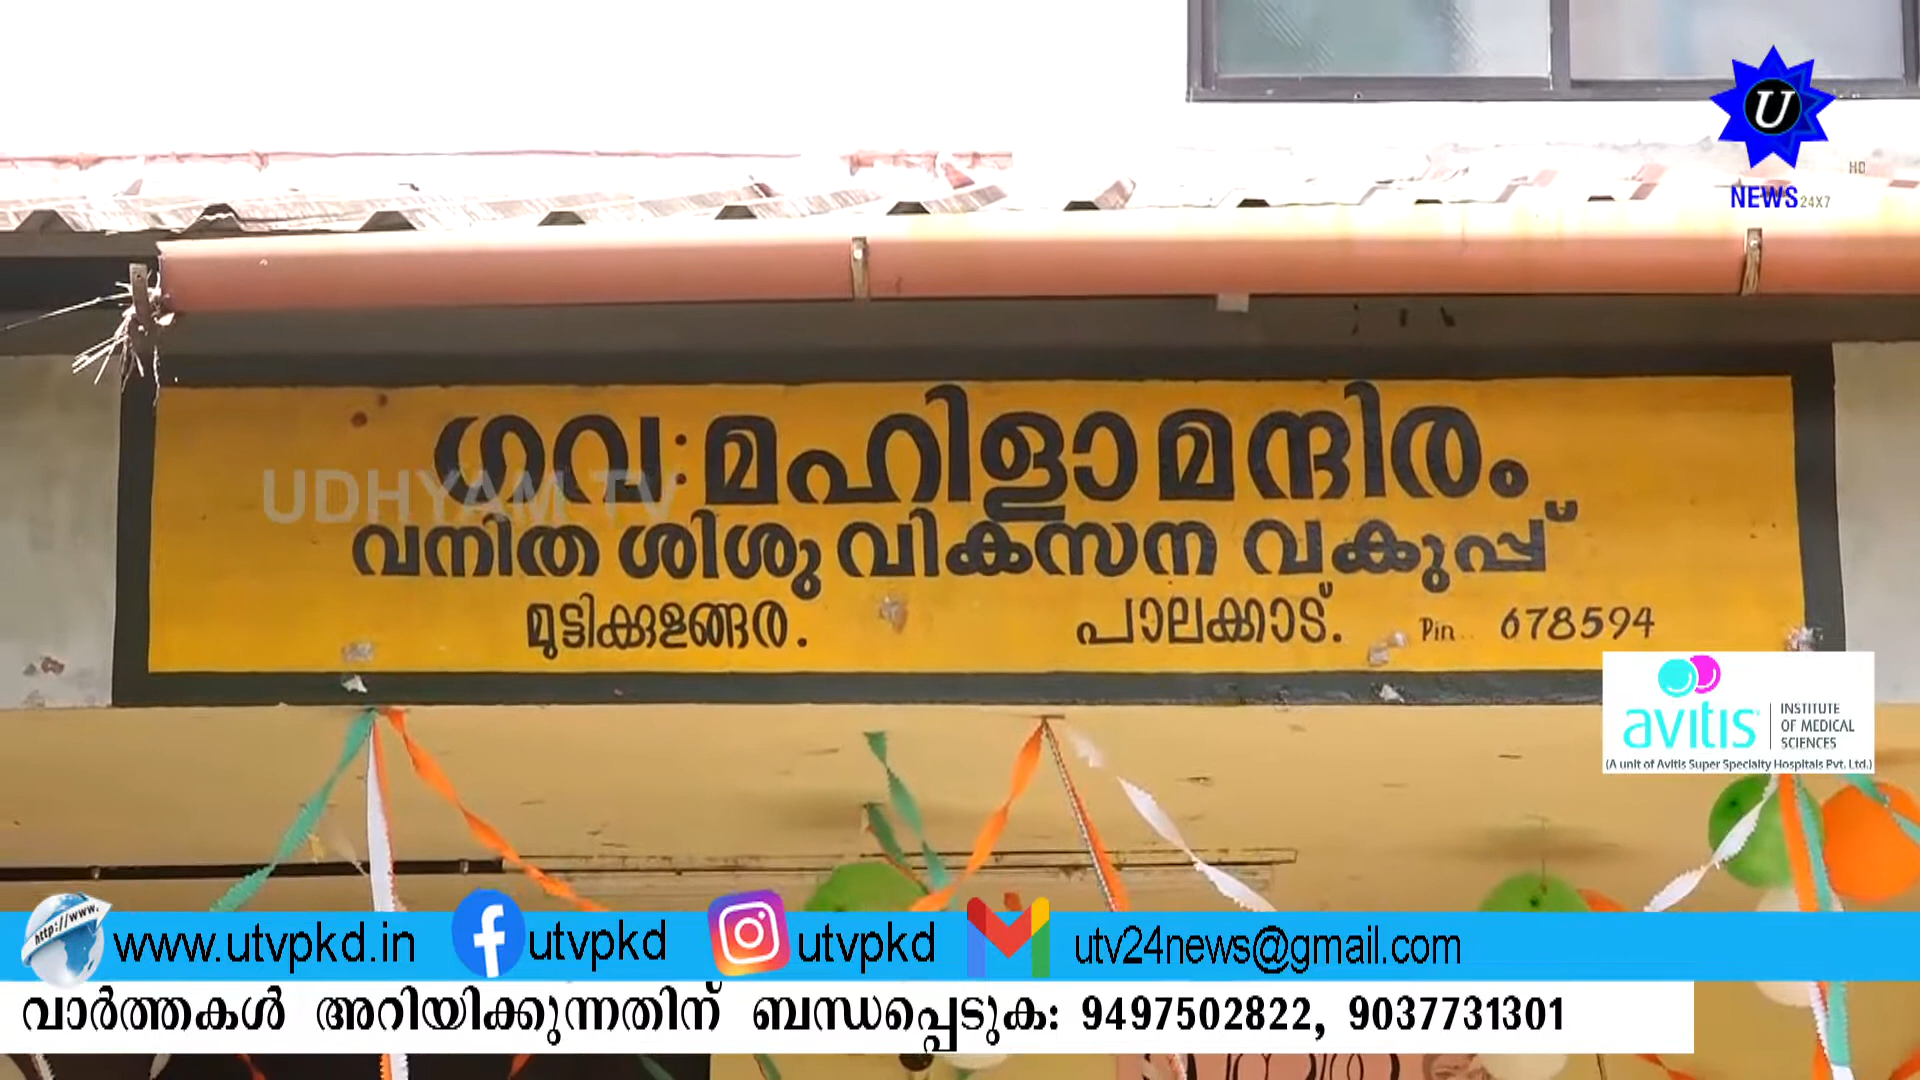 U
HD
NEWS 24X7
ഗവ: മഹിളാ മന്ദിരം
UDHYAM TV
വനിത ശിശു വികസന വകുപ്പ്
മുട്ടിക്കുളങ്ങര. പാലക്കാട്. Pin.. 678594
avitis INSTITUTE OF MEDICAL SCIENCES
(A unit of Avitis Super Specialty Hospitals Pvt. Ltd.)
http://www. www.utvpkd.in utvpkd utvpkd utv24news@gmail.com
വാർത്തകൾ അറിയിക്കുന്നതിന് ബന്ധപ്പെടുക: 9497502822, 9037731301